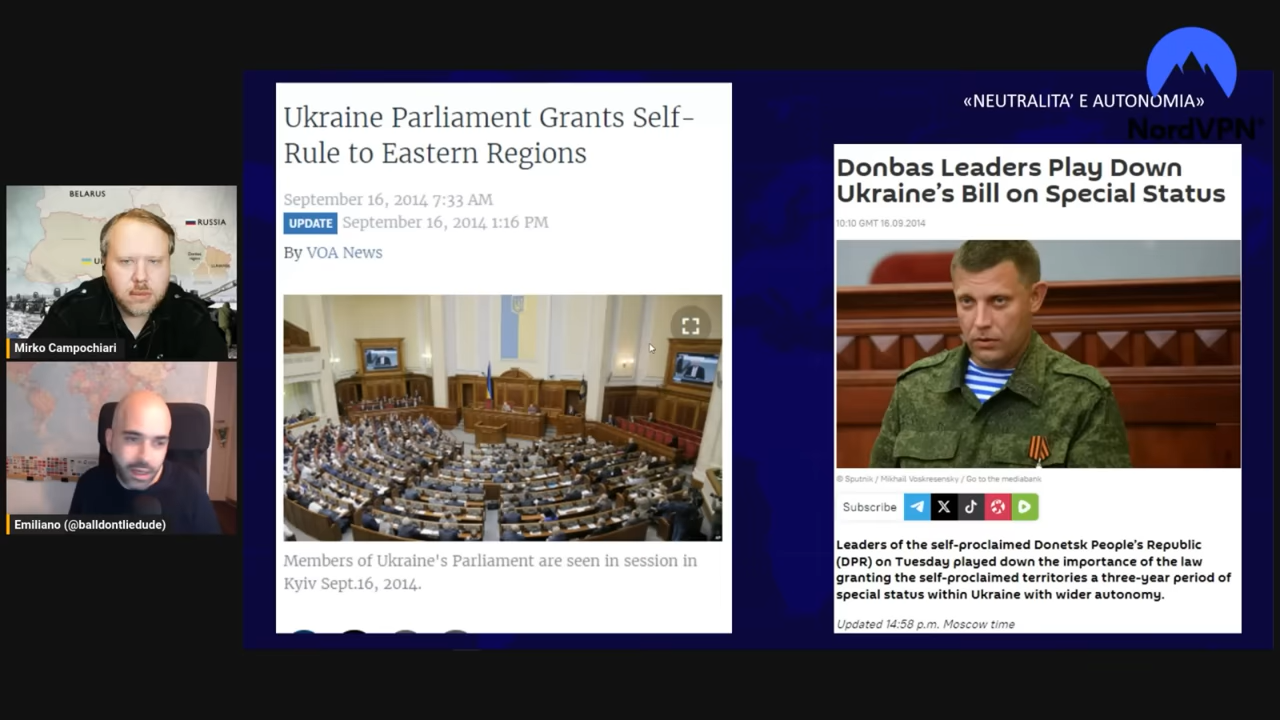 «NEUTRALITA’ E AUTONOMIA»
NordVPN®
Ukraine Parliament Grants Self-
Rule to Eastern Regions
September 16, 2014 7:33 AM
UPDATE September 16, 2014 1:16 PM
By VOA News
Members of Ukraine's Parliament are seen in session in
Kyiv Sept.16, 2014.
Donbas Leaders Play Down
Ukraine’s Bill on Special Status
10:10 GMT 16.09.2014
© Sputnik / Mikhail Voskresensky / Go to the mediabank
Subscribe
Leaders of the self-proclaimed Donetsk People’s Republic
(DPR) on Tuesday played down the importance of the law
granting the self-proclaimed territories a three-year period of
special status within Ukraine with wider autonomy.
Updated 14:58 p.m. Moscow time
BELARUS
RUSSIA
Mirko Campochiari
Emiliano (@balldontliedude)